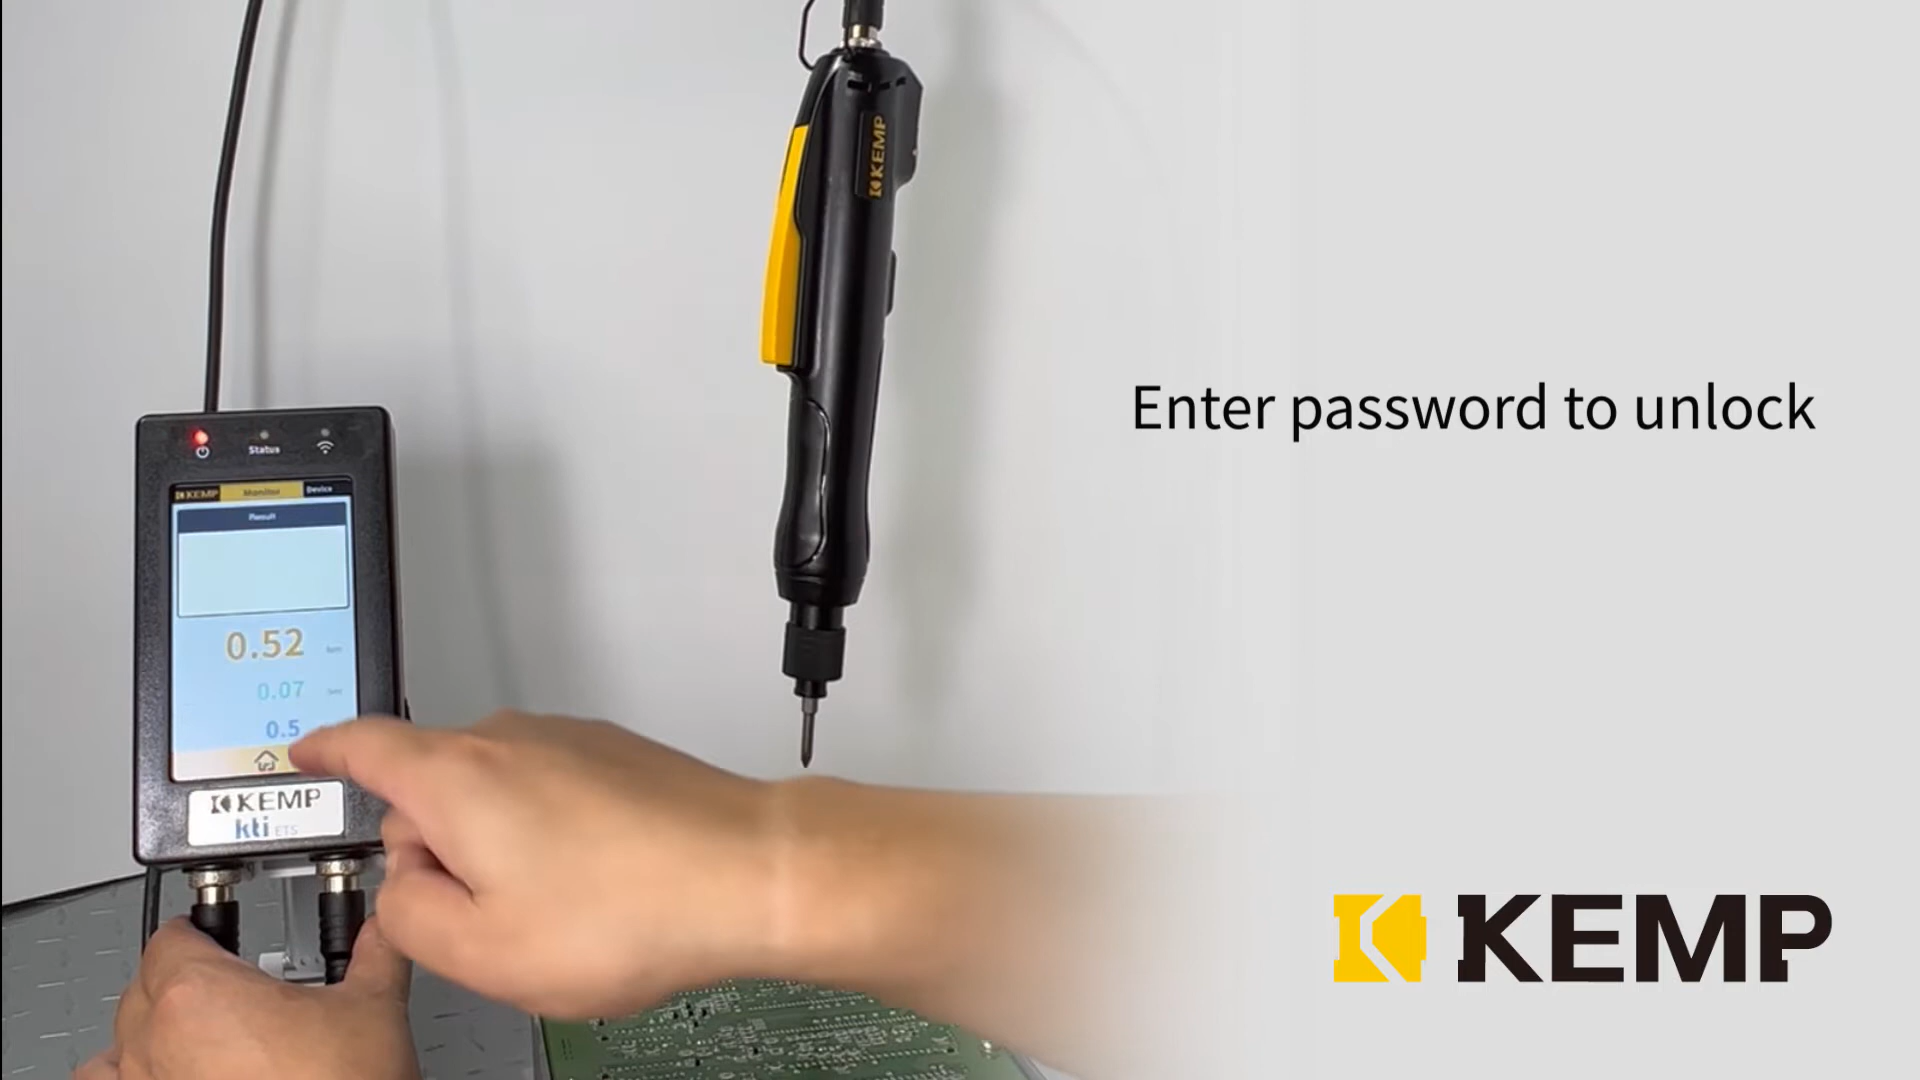 KEMP
Enter password to unlock
Status
KEMP Monitor Device
Result
0.52
0.07
0.5
KEMP
kti ETS
KEMP